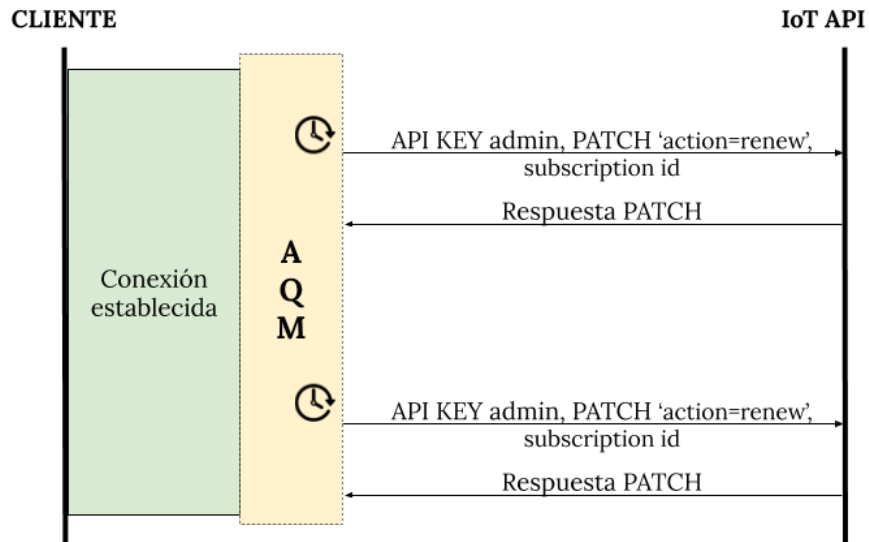 CLIENTE
IoT API
API KEY admin, PATCH ‘action=renew’,
subscription id
Respuesta PATCH
A
Q
M
Conexión
establecida
API KEY admin, PATCH ‘action=renew’,
subscription id
Respuesta PATCH